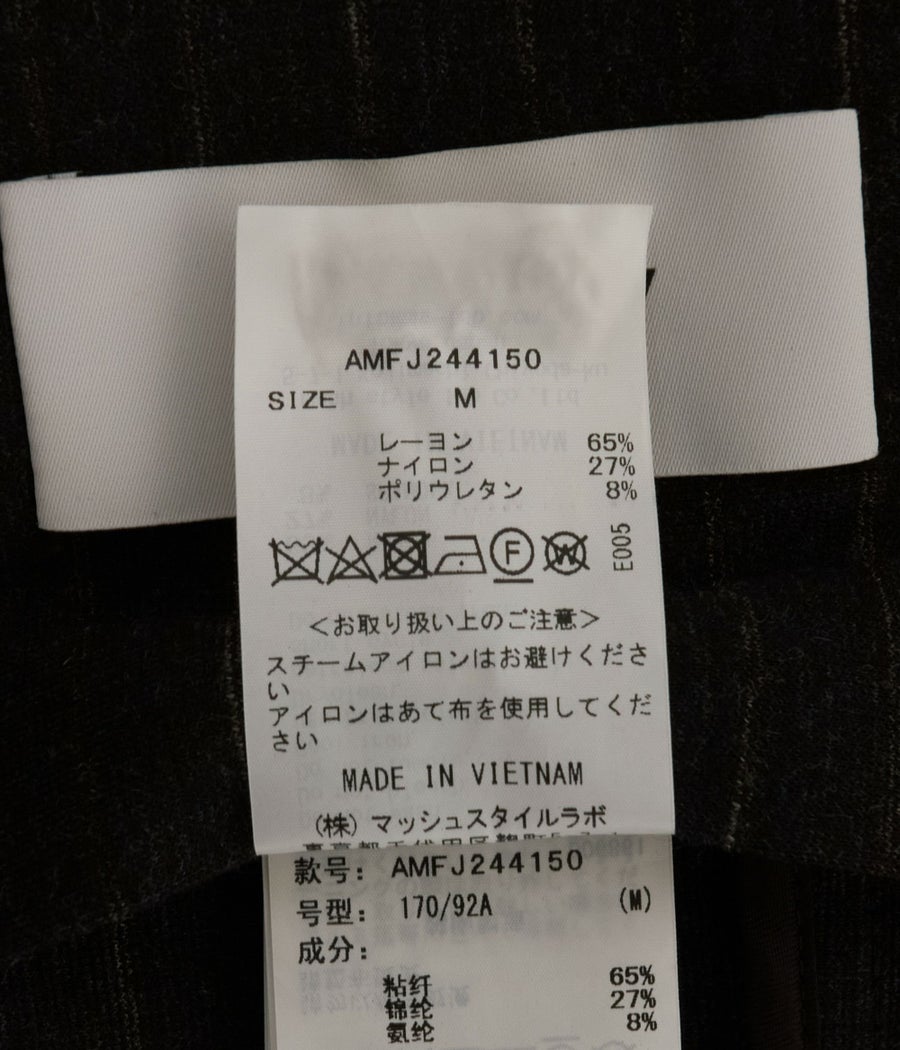 AMFJ244150
SIZE M
レーヨン 65%
ナイロン 27%
ポリウレタン 8%
F W E005
<お取り扱い上のご注意>
スチームアイロンはお避けくださ
い
アイロンはあて布を使用してくだ
さい
MADE IN VIETNAM
(株) マッシュスタイルラボ
款号: AMFJ244150
号型: 170/92A (M)
成分:
粘纤 65%
锦纶 27%
氨纶 8%